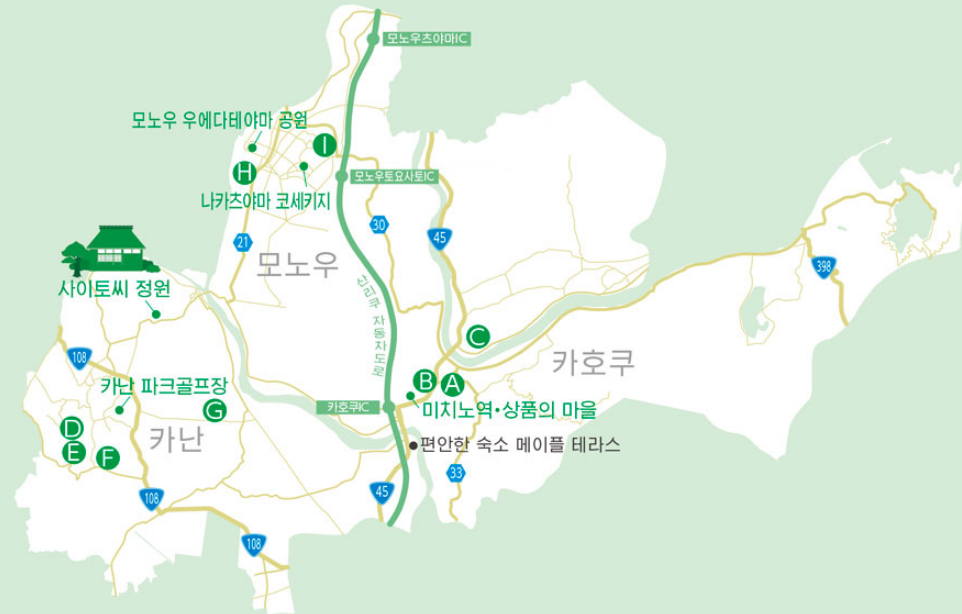 모노우츠야마IC
모노우 우에다테야마 공원
I
H
모노우토요사토IC
나카츠야마 코세키지
30
45
21
모노우
398
사이토씨 정원
산리쿠 자동차도로
C
108
카호쿠
카난 파크골프장
B
A
G
카호쿠IC
미치노역•상품의 마을
D
카난
E
F
편안한 숙소 메이플 테라스
33
45
108
108